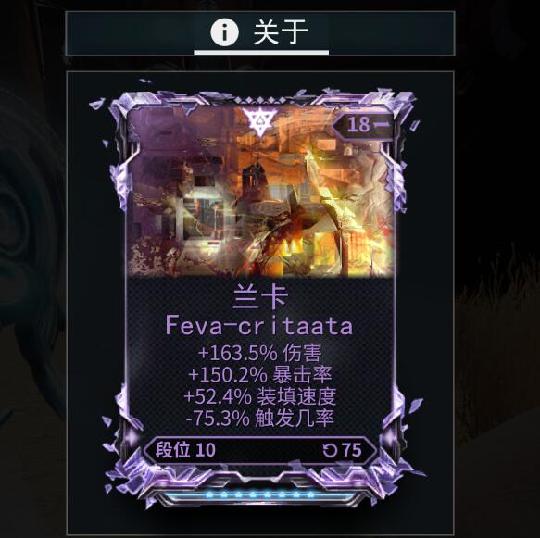 关于
18
兰卡
Feva-critaata
+163.5% 伤害
+150.2% 暴击率
+52.4% 装填速度
-75.3% 触发几率
段位 10
75